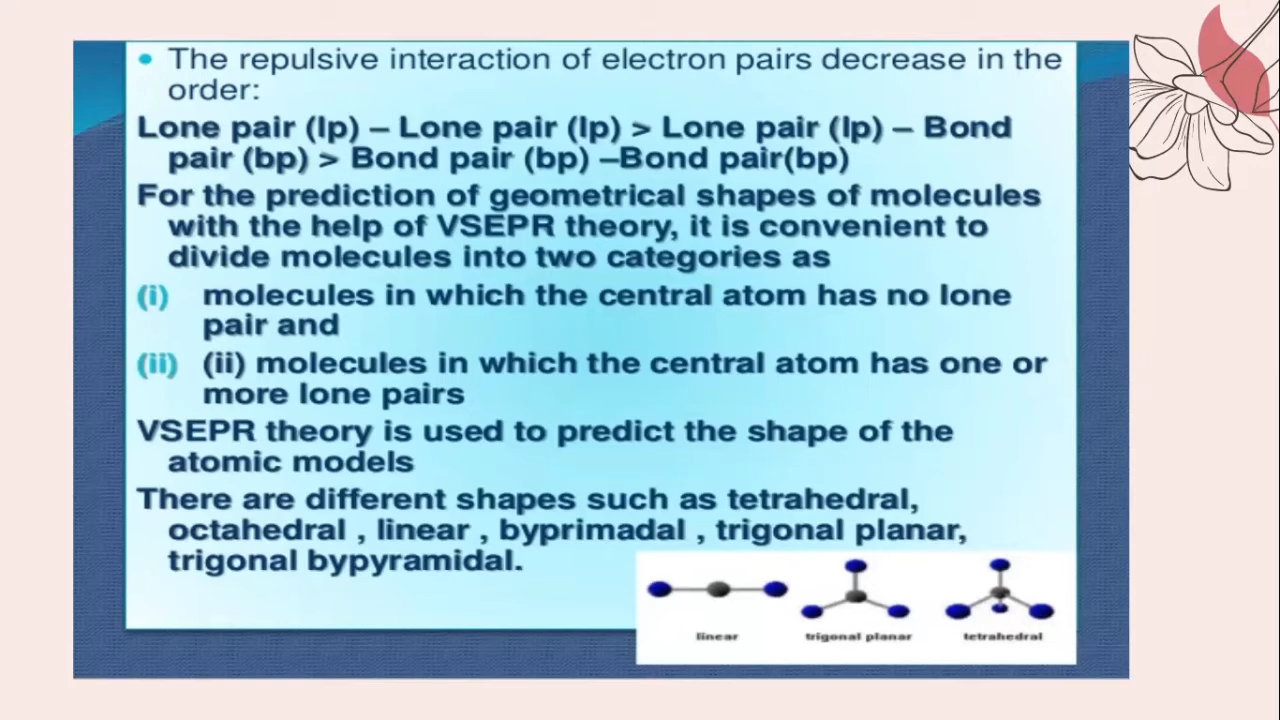 • The repulsive interaction of electron pairs decrease in the
order:
Lone pair (lp) – Lone pair (lp) > Lone pair (lp) – Bond
pair (bp) > Bond pair (bp) –Bond pair(bp)
For the prediction of geometrical shapes of molecules
with the help of VSEPR theory, it is convenient to
divide molecules into two categories as
(i) molecules in which the central atom has no lone
pair and
(ii) (ii) molecules in which the central atom has one or
more lone pairs
VSEPR theory is used to predict the shape of the
atomic models
There are different shapes such as tetrahedral,
octahedral , linear , byprimadal , trigonal planar,
trigonal bypyramidal.
linear trigonal planar tetrahedral